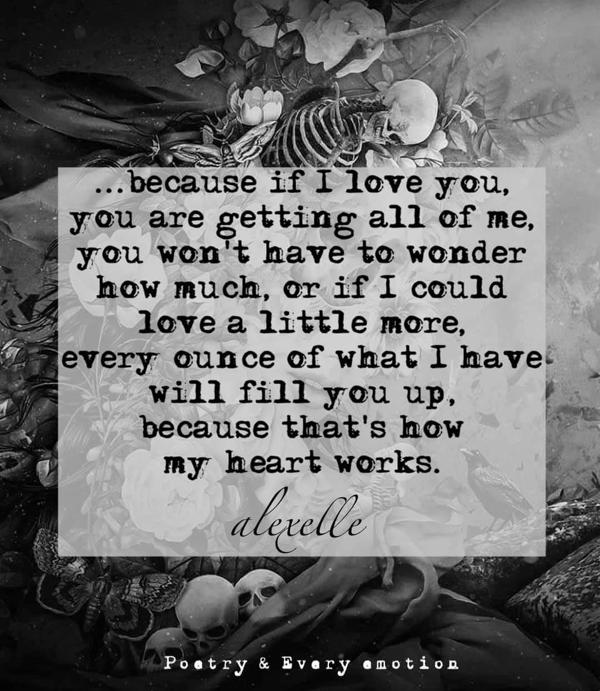 ...because if I love you,
you are getting all of me,
you won't have to wonder
how much, or if I could
love a little more,
every ounce of what I have
will fill you up,
because that's how
my heart works.
alexelle
Poetry & Every emotion